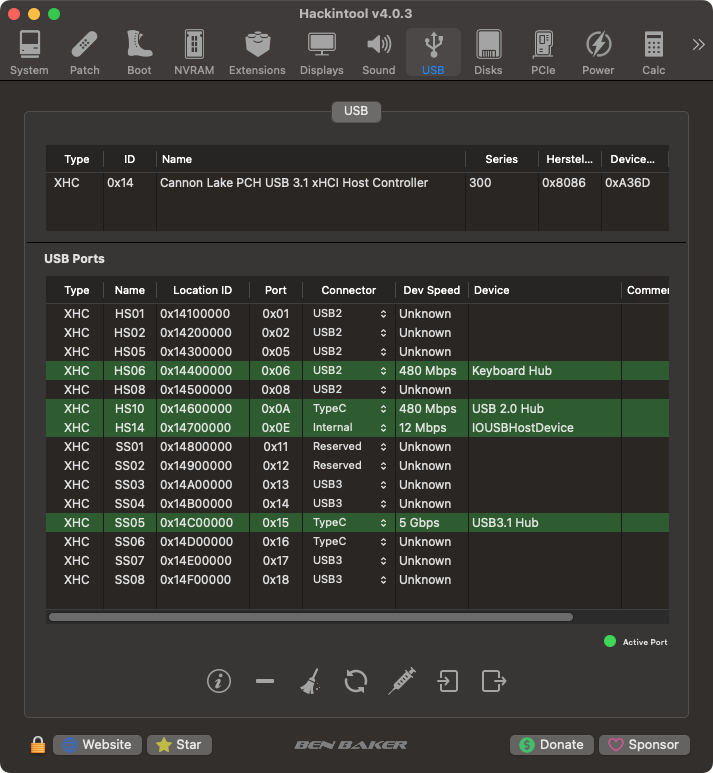 Hackintool v4.0.3
System Patch Boot NVRAM Extensions Displays Sound USB Disks PCIe Power Calc
USB
Type ID Name Series Herstel... Device...
XHC 0x14 Cannon Lake PCH USB 3.1 xHCI Host Controller 300 0x8086 0xA36D
USB Ports
Type Name Location ID Port Connector Dev Speed Device Commer
XHC HS01 0x14100000 0x01 USB2 Unknown
XHC HS02 0x14200000 0x02 USB2 Unknown
XHC HS05 0x14300000 0x05 USB2 Unknown
XHC HS06 0x14400000 0x06 USB2 480 Mbps Keyboard Hub
XHC HS08 0x14500000 0x08 USB2 Unknown
XHC HS10 0x14600000 0x0A TypeC 480 Mbps USB 2.0 Hub
XHC HS14 0x14700000 0x0E Internal 12 Mbps IOUSBHostDevice
XHC SS01 0x14800000 0x11 Reserved Unknown
XHC SS02 0x14900000 0x12 Reserved Unknown
XHC SS03 0x14A00000 0x13 USB3 Unknown
XHC SS04 0x14B00000 0x14 USB3 Unknown
XHC SS05 0x14C00000 0x15 TypeC 5 Gbps USB3.1 Hub
XHC SS06 0x14D00000 0x16 TypeC Unknown
XHC SS07 0x14E00000 0x17 USB3 Unknown
XHC SS08 0x14F00000 0x18 USB3 Unknown
Active Port
Website Star BEN BAKER Donate Sponsor